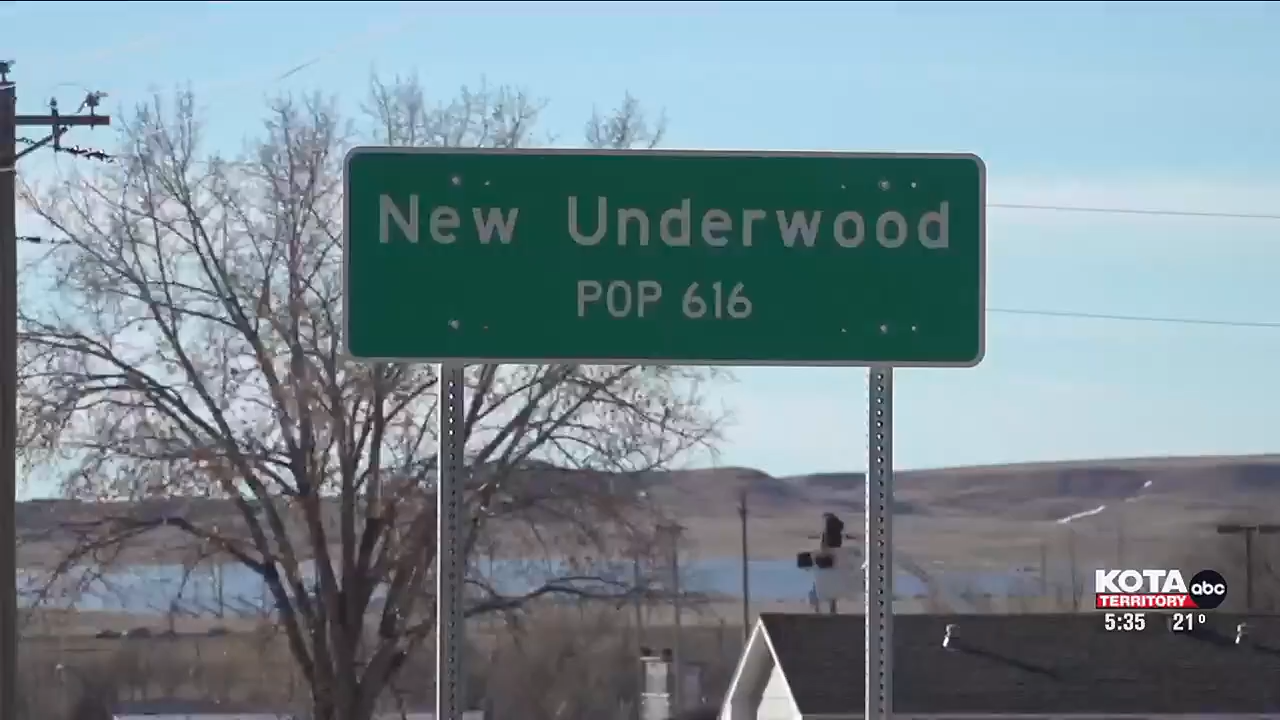 New Underwood
POP 616
KOTA abc
TERRITORY
5:35 21°